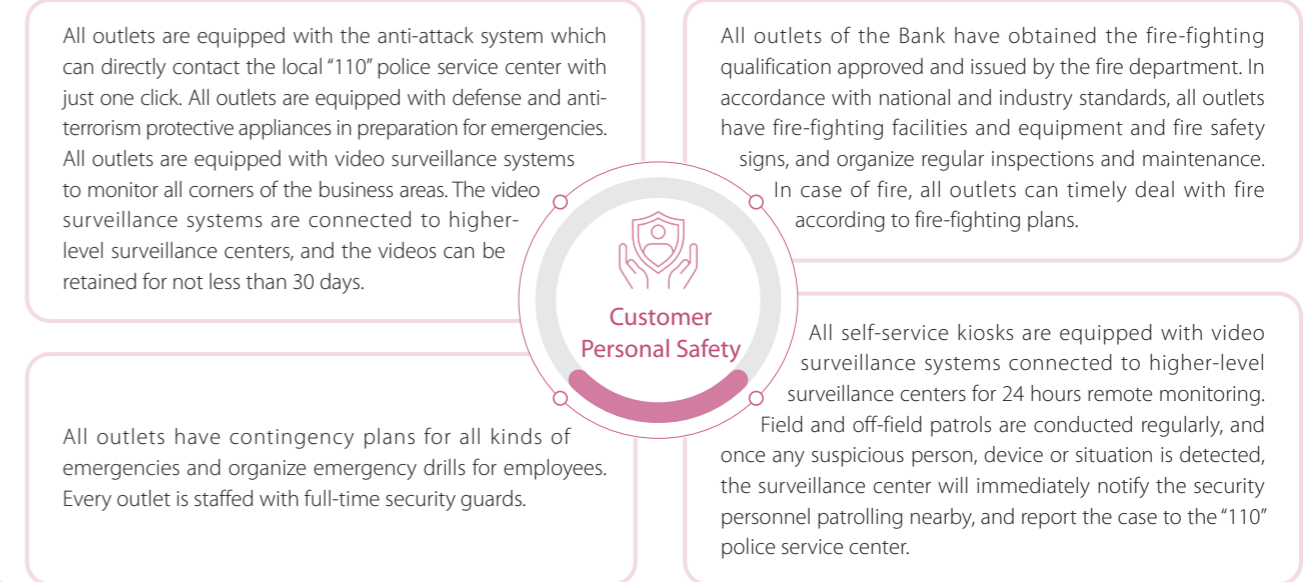 All outlets are equipped with the anti-attack system which
can directly contact the local “110” police service center with
just one click. All outlets are equipped with defense and anti-
terrorism protective appliances in preparation for emergencies.
All outlets are equipped with video surveillance systems
to monitor all corners of the business areas. The video
surveillance systems are connected to higher-
level surveillance centers, and the videos can be
retained for not less than 30 days.
All outlets of the Bank have obtained the fire-fighting
qualification approved and issued by the fire department. In
accordance with national and industry standards, all outlets
have fire-fighting facilities and equipment and fire safety
signs, and organize regular inspections and maintenance.
In case of fire, all outlets can timely deal with fire
according to fire-fighting plans.
Customer
Personal Safety
All outlets have contingency plans for all kinds of
emergencies and organize emergency drills for employees.
Every outlet is staffed with full-time security guards.
All self-service kiosks are equipped with video
surveillance systems connected to higher-level
surveillance centers for 24 hours remote monitoring.
Field and off-field patrols are conducted regularly, and
once any suspicious person, device or situation is detected,
the surveillance center will immediately notify the security
personnel patrolling nearby, and report the case to the “110”
police service center.